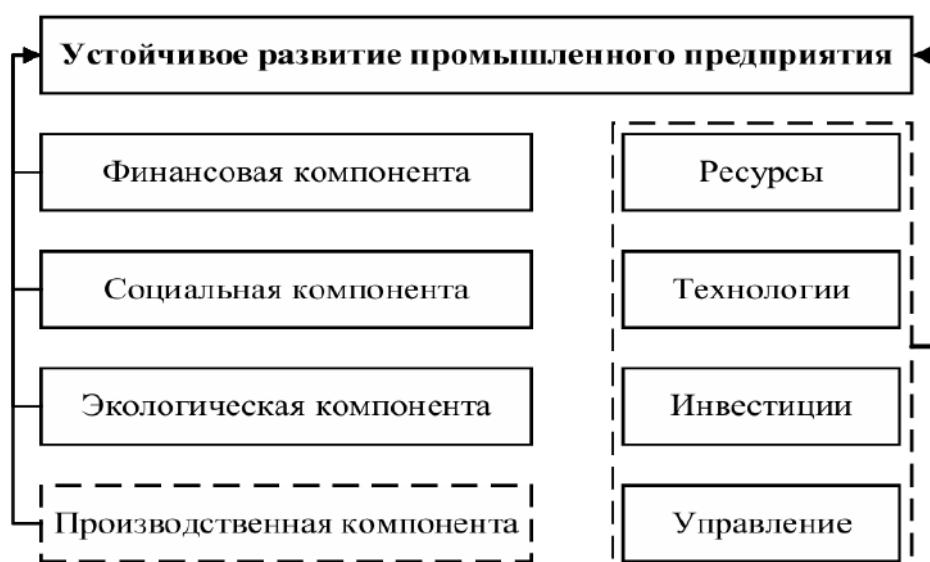 Устойчивое развитие промышленного предприятия
Финансовая компонента
Ресурсы
Социальная компонента
Технологии
Экологическая компонента
Инвестиции
Производственная компонента
Управление